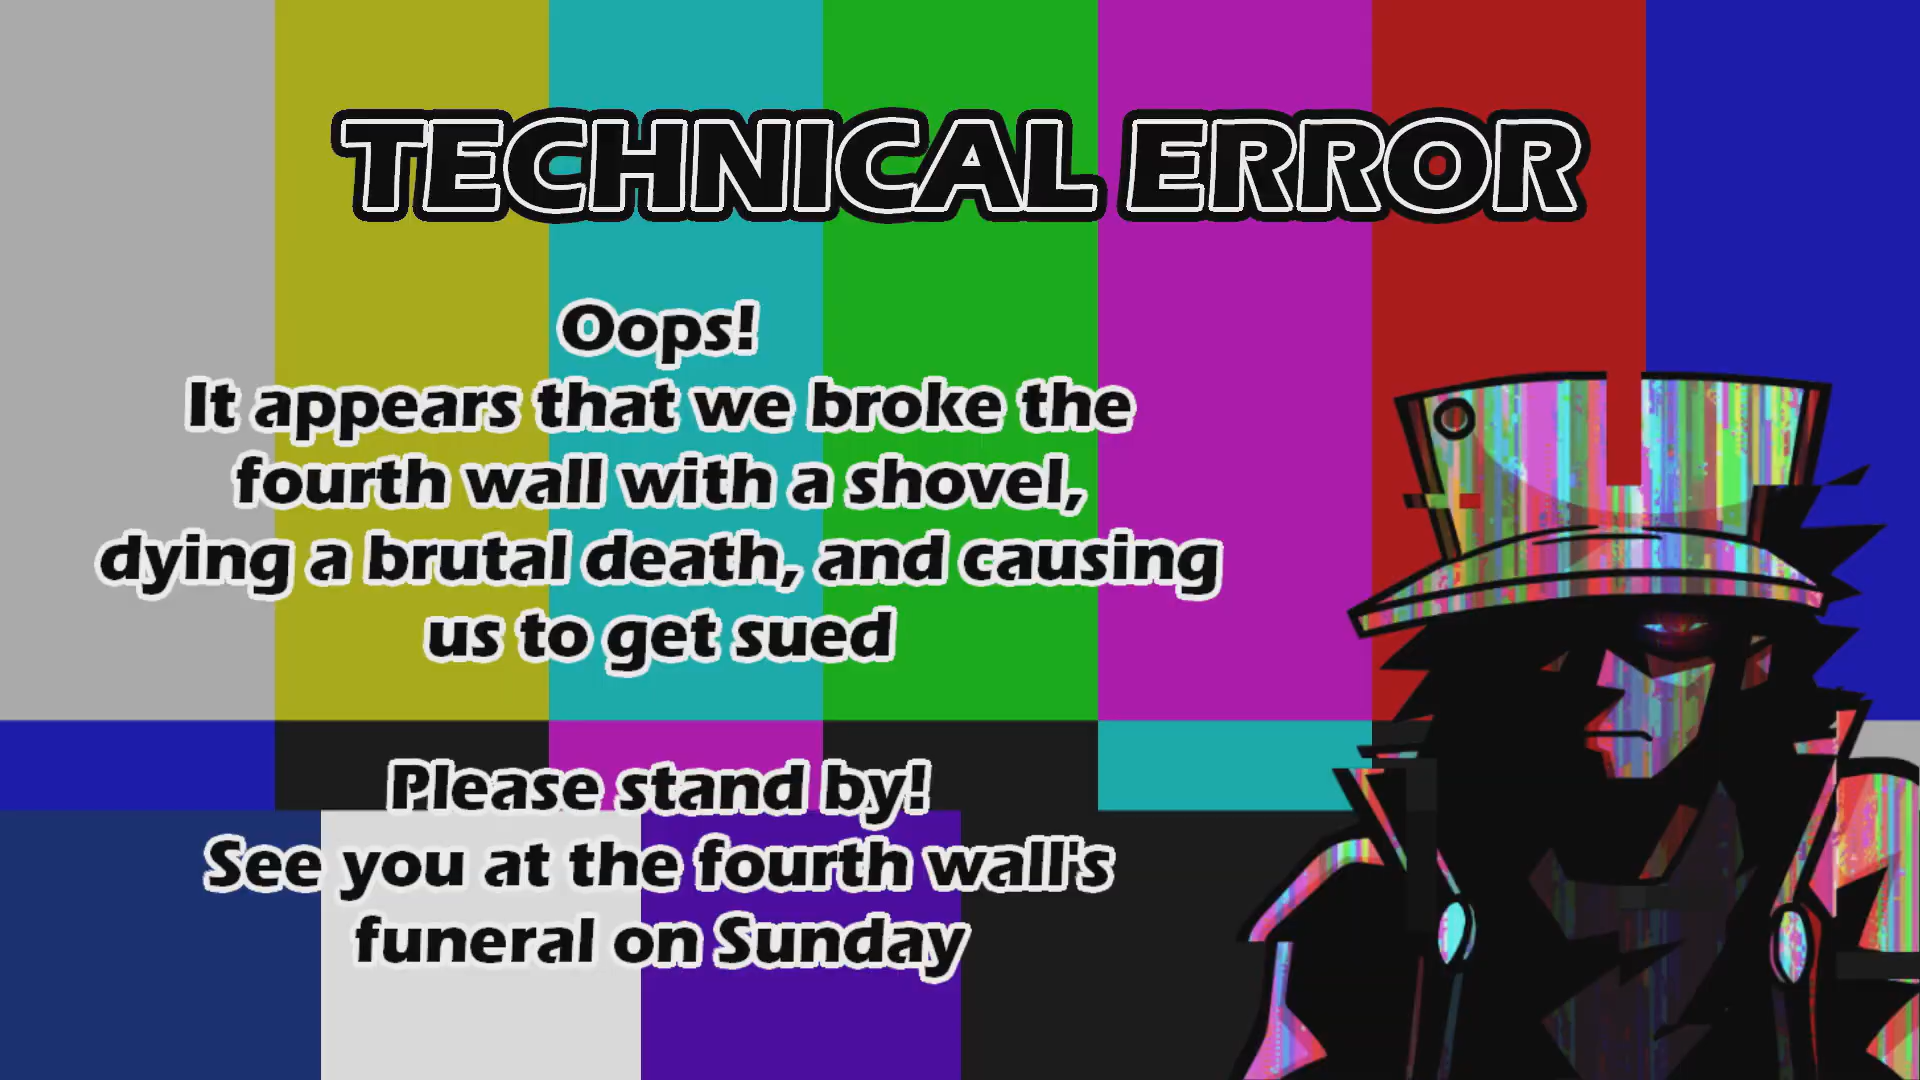 TECHNICAL ERROR
Oops!
It appears that we broke the
fourth wall with a shovel,
dying a brutal death, and causing
us to get sued
Please stand by!
See you at the fourth wall's
funeral on Sunday